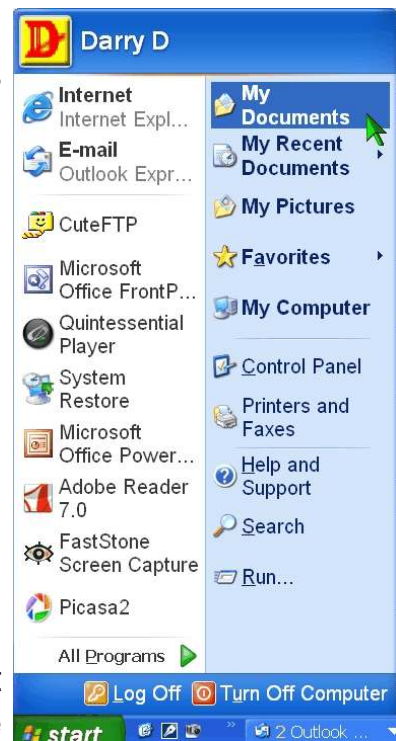 D
Darry D
Internet
Internet Expl...
E-mail
Outlook Expr...
CuteFTP
Microsoft
Office FrontP...
Quintessential
Player
System
Restore
Microsoft
Office Power...
Adobe Reader
7.0
FastStone
Screen Capture
Picasa2
All Programs
My
Documents
My Recent
Documents
My Pictures
Favorites
My Computer
Control Panel
Printers and
Faxes
Help and
Support
Search
Run...
Log Off
Turn Off Computer
start
»
2 Outlook ...